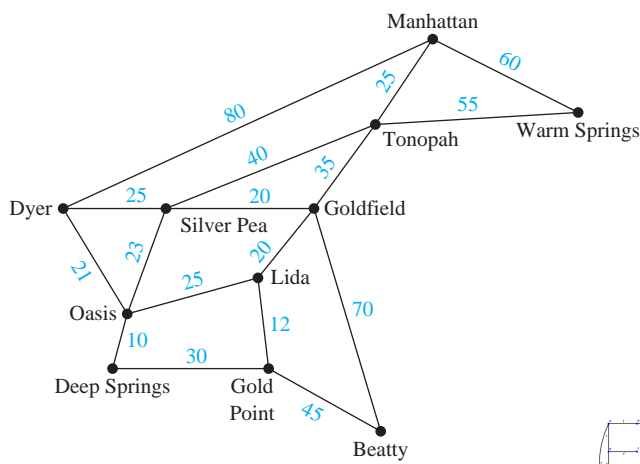 Manhattan
60
25
80
55
Warm Springs
Tonopah
40
35
25
20
Dyer
Goldfield
Silver Pea
23
20
21
25
Lida
Oasis
70
12
10
30
Deep Springs
Gold
Point
45
Beatty